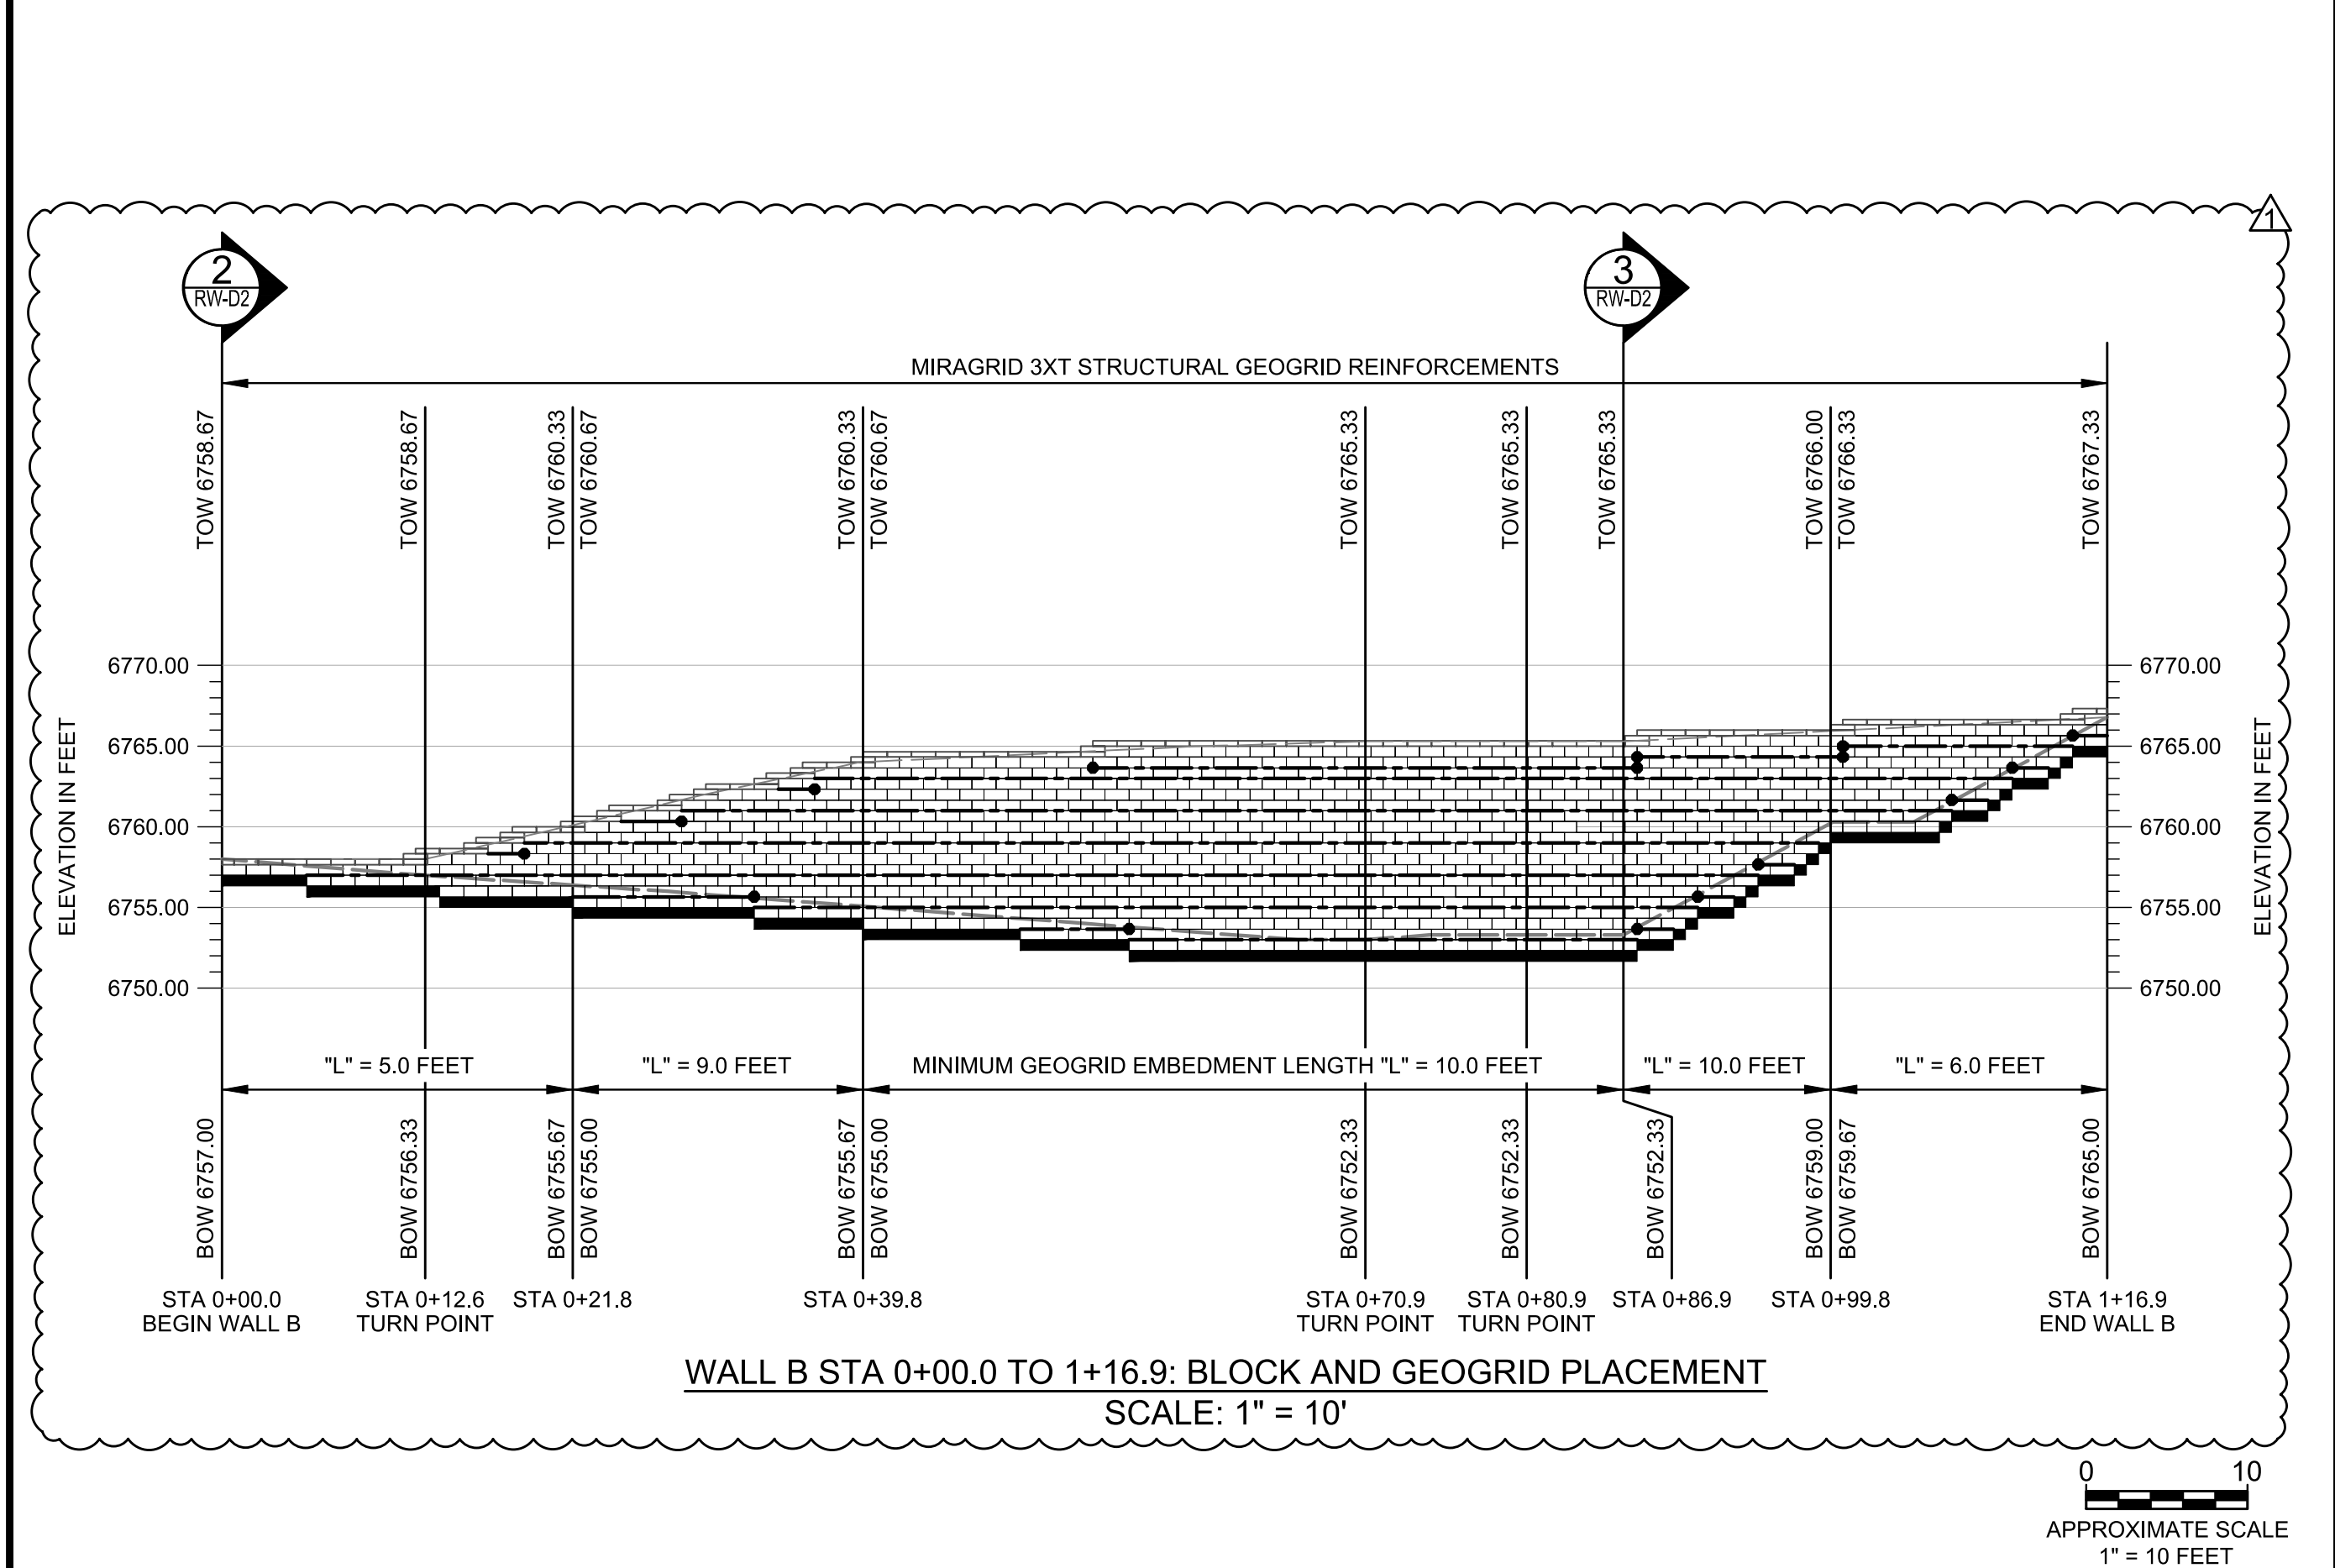 1
2
RW-D2
3
RW-D2
MIRAGRID 3XT STRUCTURAL GEOGRID REINFORCEMENTS
TOW 6758.67
TOW 6758.67
TOW 6760.33
TOW 6760.67
TOW 6760.33
TOW 6760.67
TOW 6765.33
TOW 6765.33
TOW 6765.33
TOW 6766.00
TOW 6766.33
TOW 6767.33
ELEVATION IN FEET
6770.00
6765.00
6760.00
6755.00
6750.00
6770.00
6765.00
6760.00
6755.00
6750.00
ELEVATION IN FEET
"L" = 5.0 FEET
"L" = 9.0 FEET
MINIMUM GEOGRID EMBEDMENT LENGTH "L" = 10.0 FEET
"L" = 10.0 FEET
"L" = 6.0 FEET
BOW 6757.00
BOW 6756.33
BOW 6755.67
BOW 6755.00
BOW 6755.67
BOW 6755.00
BOW 6752.33
BOW 6752.33
BOW 6752.33
BOW 6759.00
BOW 6759.67
BOW 6765.00
STA 0+00.0
BEGIN WALL B
STA 0+12.6
TURN POINT
STA 0+21.8
STA 0+39.8
STA 0+70.9
TURN POINT
STA 0+80.9
TURN POINT
STA 0+86.9
STA 0+99.8
STA 1+16.9
END WALL B
WALL B STA 0+00.0 TO 1+16.9: BLOCK AND GEOGRID PLACEMENT
SCALE: 1" = 10'
0 10
APPROXIMATE SCALE
1" = 10 FEET